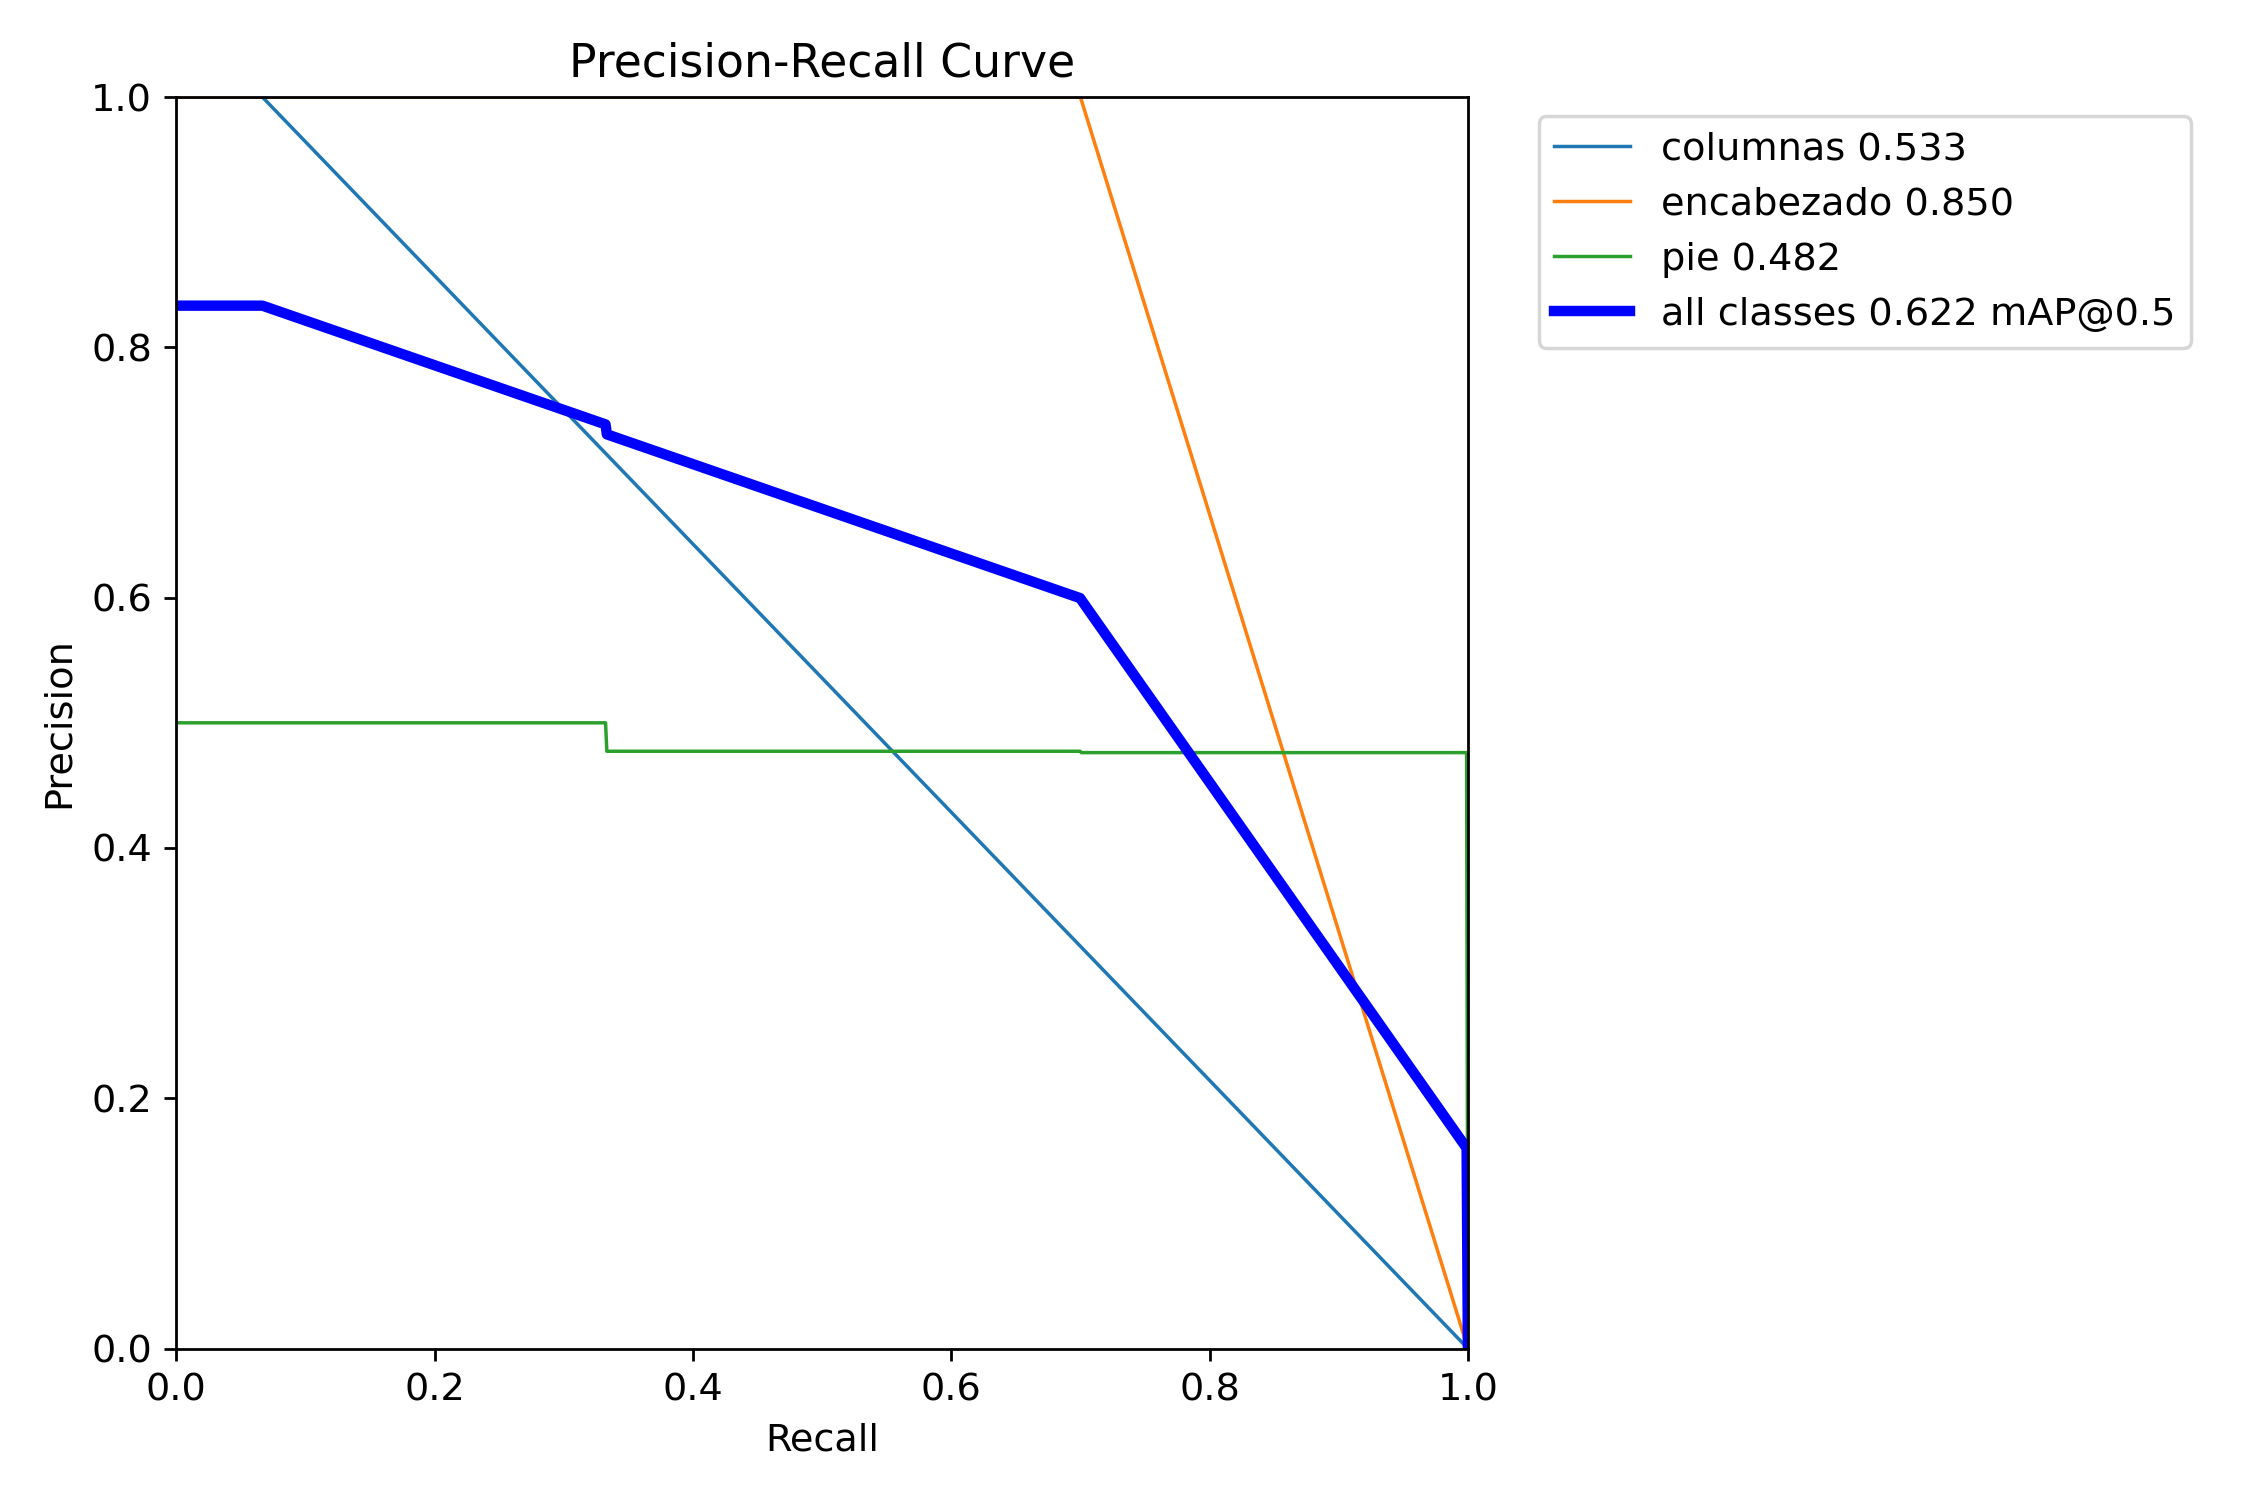 Precision-Recall Curve
1.0
0.8
0.6
0.4
0.2
0.0
Precision
0.0 0.2 0.4 0.6 0.8 1.0
Recall
columnas 0.533
encabezado 0.850
pie 0.482
all classes 0.622 mAP@0.5